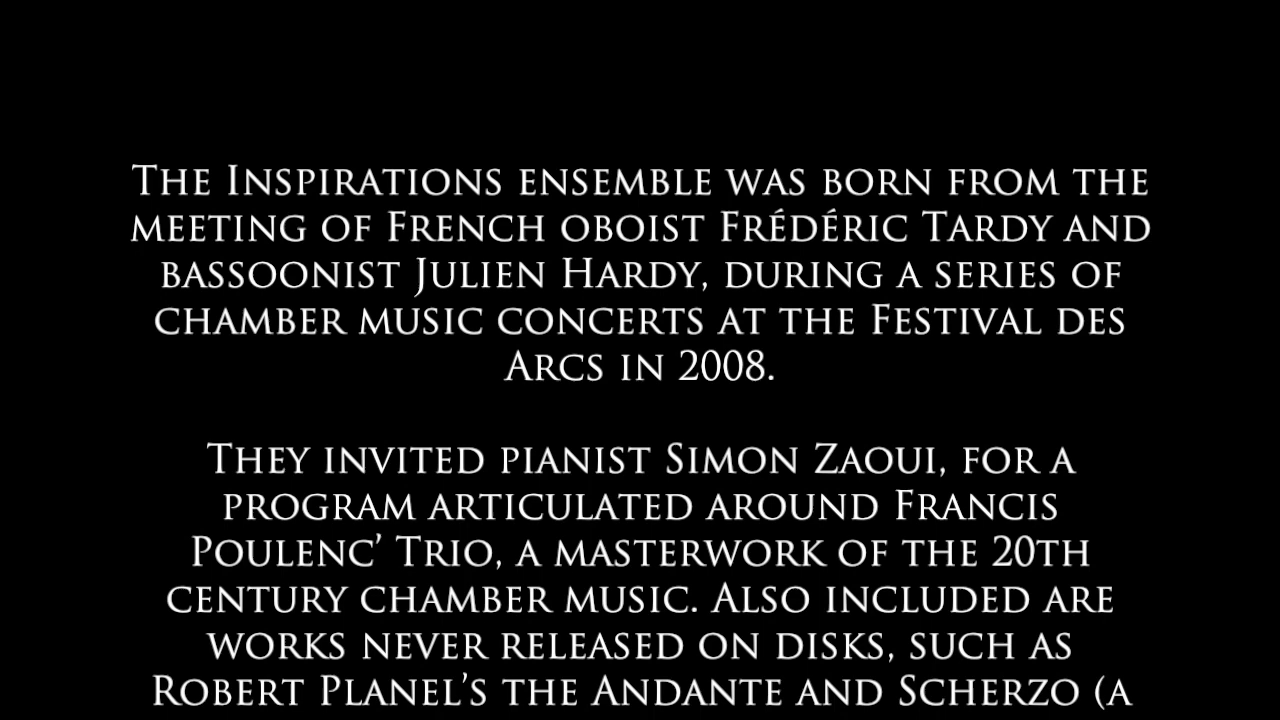 The Inspirations ensemble was born from the
meeting of French oboist Frédéric Tardy and
bassoonist Julien Hardy, during a series of
chamber music concerts at the Festival des
Arcs in 2008.
They invited pianist Simon Zaoui, for a
program articulated around Francis
Poulenc’ Trio, a masterwork of the 20th
century chamber music. Also included are
works never released on disks, such as
Robert Planel’s the Andante and Scherzo (a